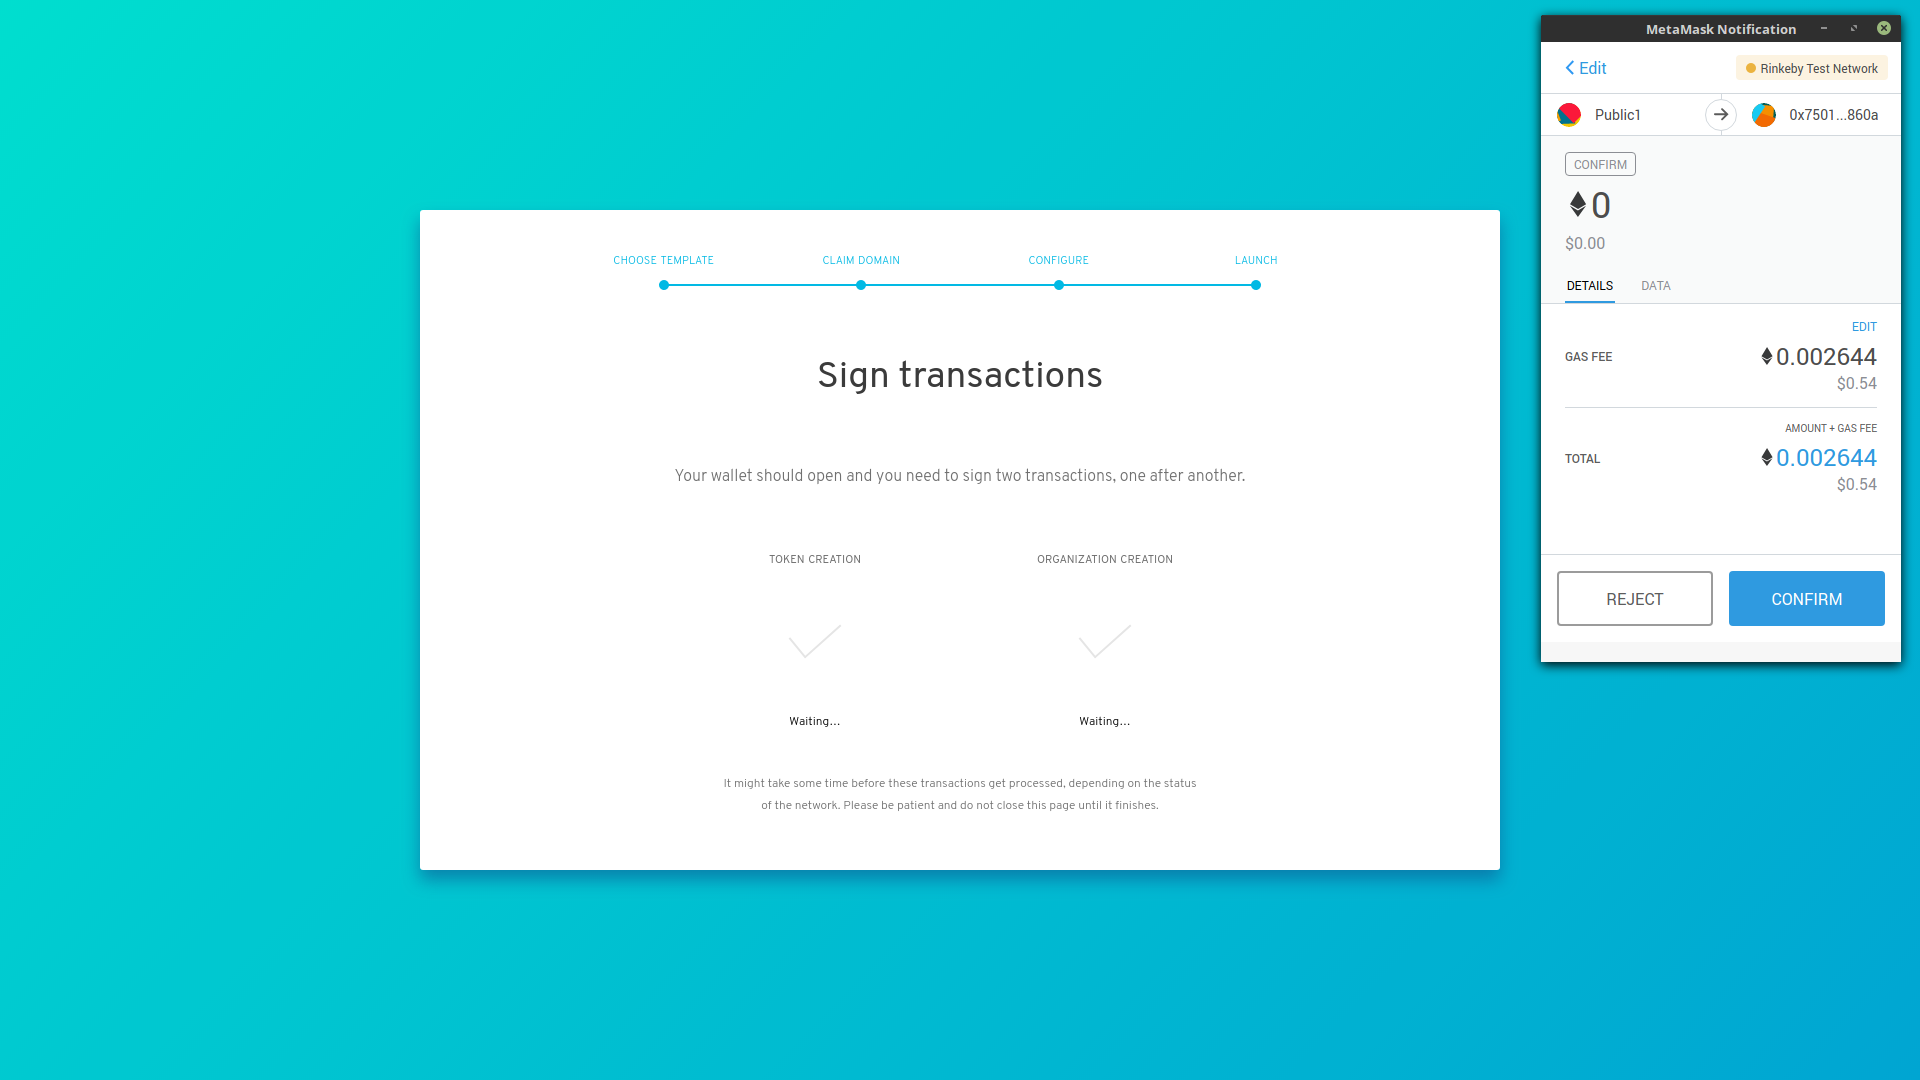 CHOOSE TEMPLATE
CLAIM DOMAIN
CONFIGURE
LAUNCH
Sign transactions
Your wallet should open and you need to sign two transactions, one after another.
TOKEN CREATION
ORGANIZATION CREATION
Waiting...
Waiting...
It might take some time before these transactions get processed, depending on the status
of the network. Please be patient and do not close this page until it finishes.
MetaMask Notification
Edit
Rinkeby Test Network
Public1
0x7501...860a
CONFIRM
0
$0.00
DETAILS
DATA
EDIT
GAS FEE
0.002644
$0.54
AMOUNT + GAS FEE
TOTAL
0.002644
$0.54
REJECT
CONFIRM